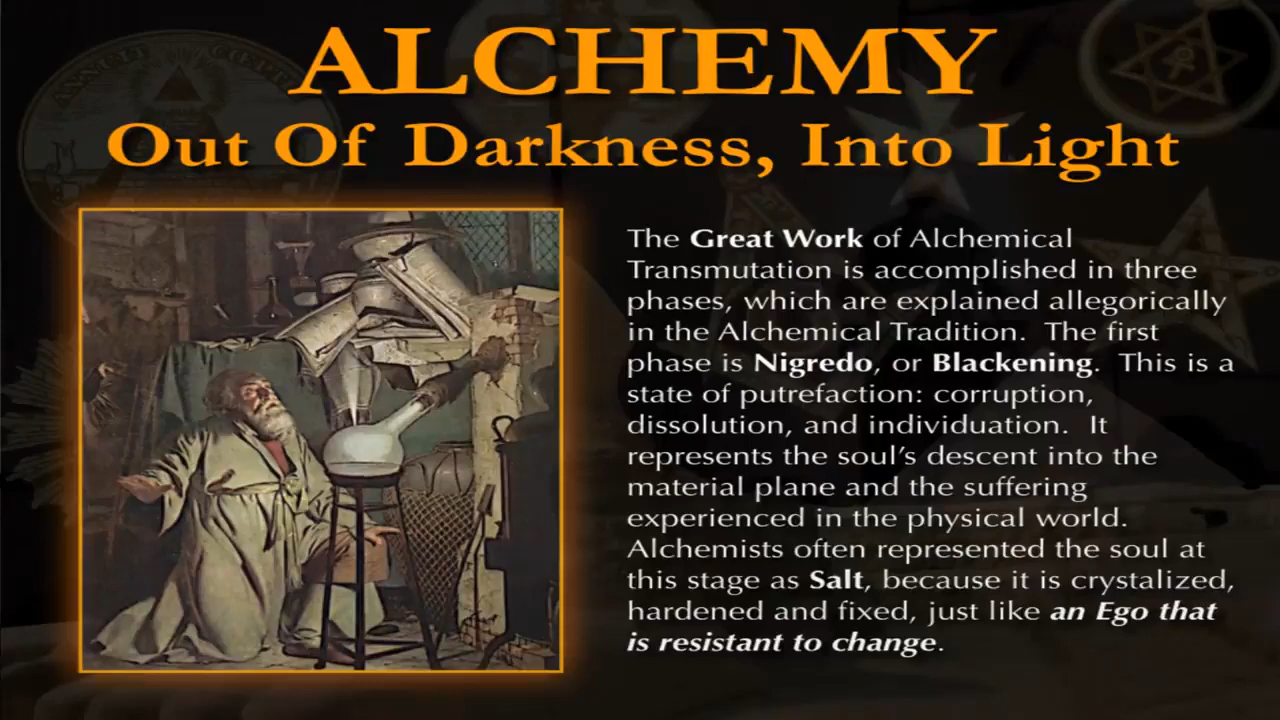 ANNUIT CŒPTI
ALCHEMY
Out Of Darkness, Into Light
The Great Work of Alchemical
Transmutation is accomplished in three
phases, which are explained allegorically
in the Alchemical Tradition. The first
phase is Nigredo, or Blackening. This is a
state of putrefaction: corruption,
dissolution, and individuation. It
represents the soul's descent into the
material plane and the suffering
experienced in the physical world.
Alchemists often represented the soul at
this stage as Salt, because it is crystalized,
hardened and fixed, just like an Ego that
is resistant to change.